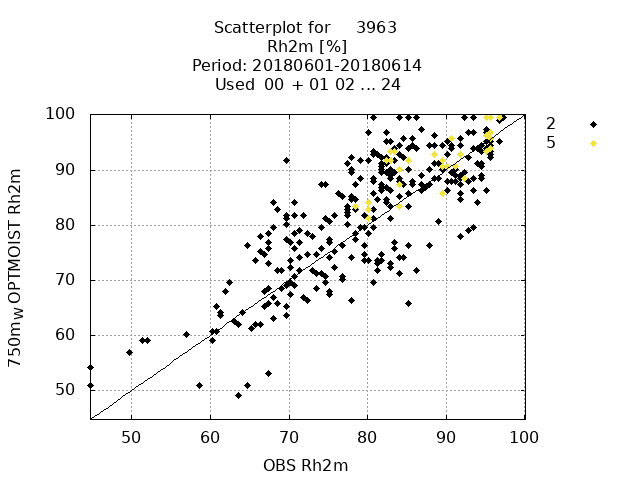 Scatterplot for 3963
Rh2m [%]
Period: 20180601-20180614
Used 00 + 01 02 ... 24
2
5
750mw OPTMOIST Rh2m
100
90
80
70
60
50
50 60 70 80 90 100
OBS Rh2m